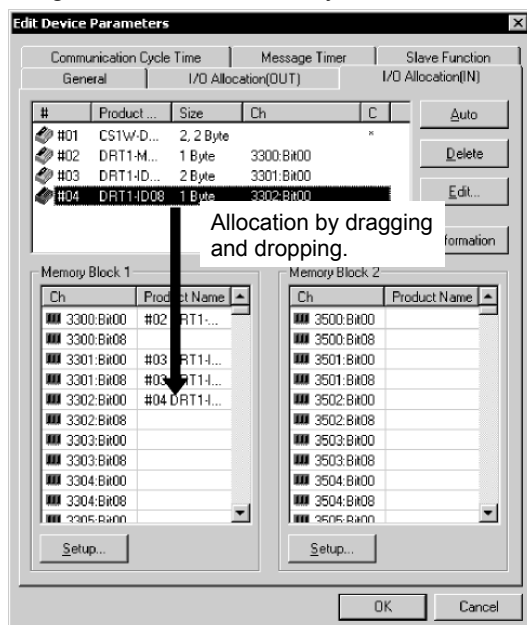 Edit Device Parameters
Communication Cycle Time Message Timer Slave Function
General I/O Allocation(OUT) I/O Allocation(IN)
# Product ... Size Ch C
#01 CS1W-D... 2, 2 Byte *
#02 DRT1-M... 1 Byte 3300:Bit00
#03 DRT1-ID... 2 Byte 3301:Bit00
#04 DRT1-ID08 1 Byte 3302:Bit00
Auto
Delete
Edit...
formation
Allocation by dragging
and dropping.
Memory Block 1
Ch Product Name
3300:Bit00 #02 DRT1-...
3300:Bit08
3301:Bit00 #03 DRT1-I...
3301:Bit08 #03 DRT1-I...
3302:Bit00 #04 DRT1-I...
3302:Bit08
3303:Bit00
3303:Bit08
3304:Bit00
3304:Bit08
3305:Bit00
Setup...
Memory Block 2
Ch Product Name
3500:Bit00
3500:Bit08
3501:Bit00
3501:Bit08
3502:Bit00
3502:Bit08
3503:Bit00
3503:Bit08
3504:Bit00
3504:Bit08
3505:Bit00
Setup...
OK Cancel